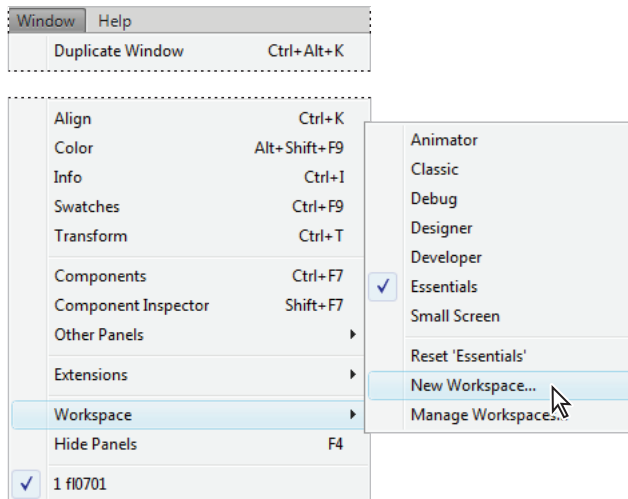 Window Help
Duplicate Window Ctrl+Alt+K
Align Ctrl+K
Color Alt+Shift+F9
Info Ctrl+I
Swatches Ctrl+F9
Transform Ctrl+T
Components Ctrl+F7
Component Inspector Shift+F7
Other Panels
Extensions
Workspace
Hide Panels F4
1 fl0701
Animator
Classic
Debug
Designer
Developer
Essentials
Small Screen
Reset 'Essentials'
New Workspace...
Manage Workspaces...